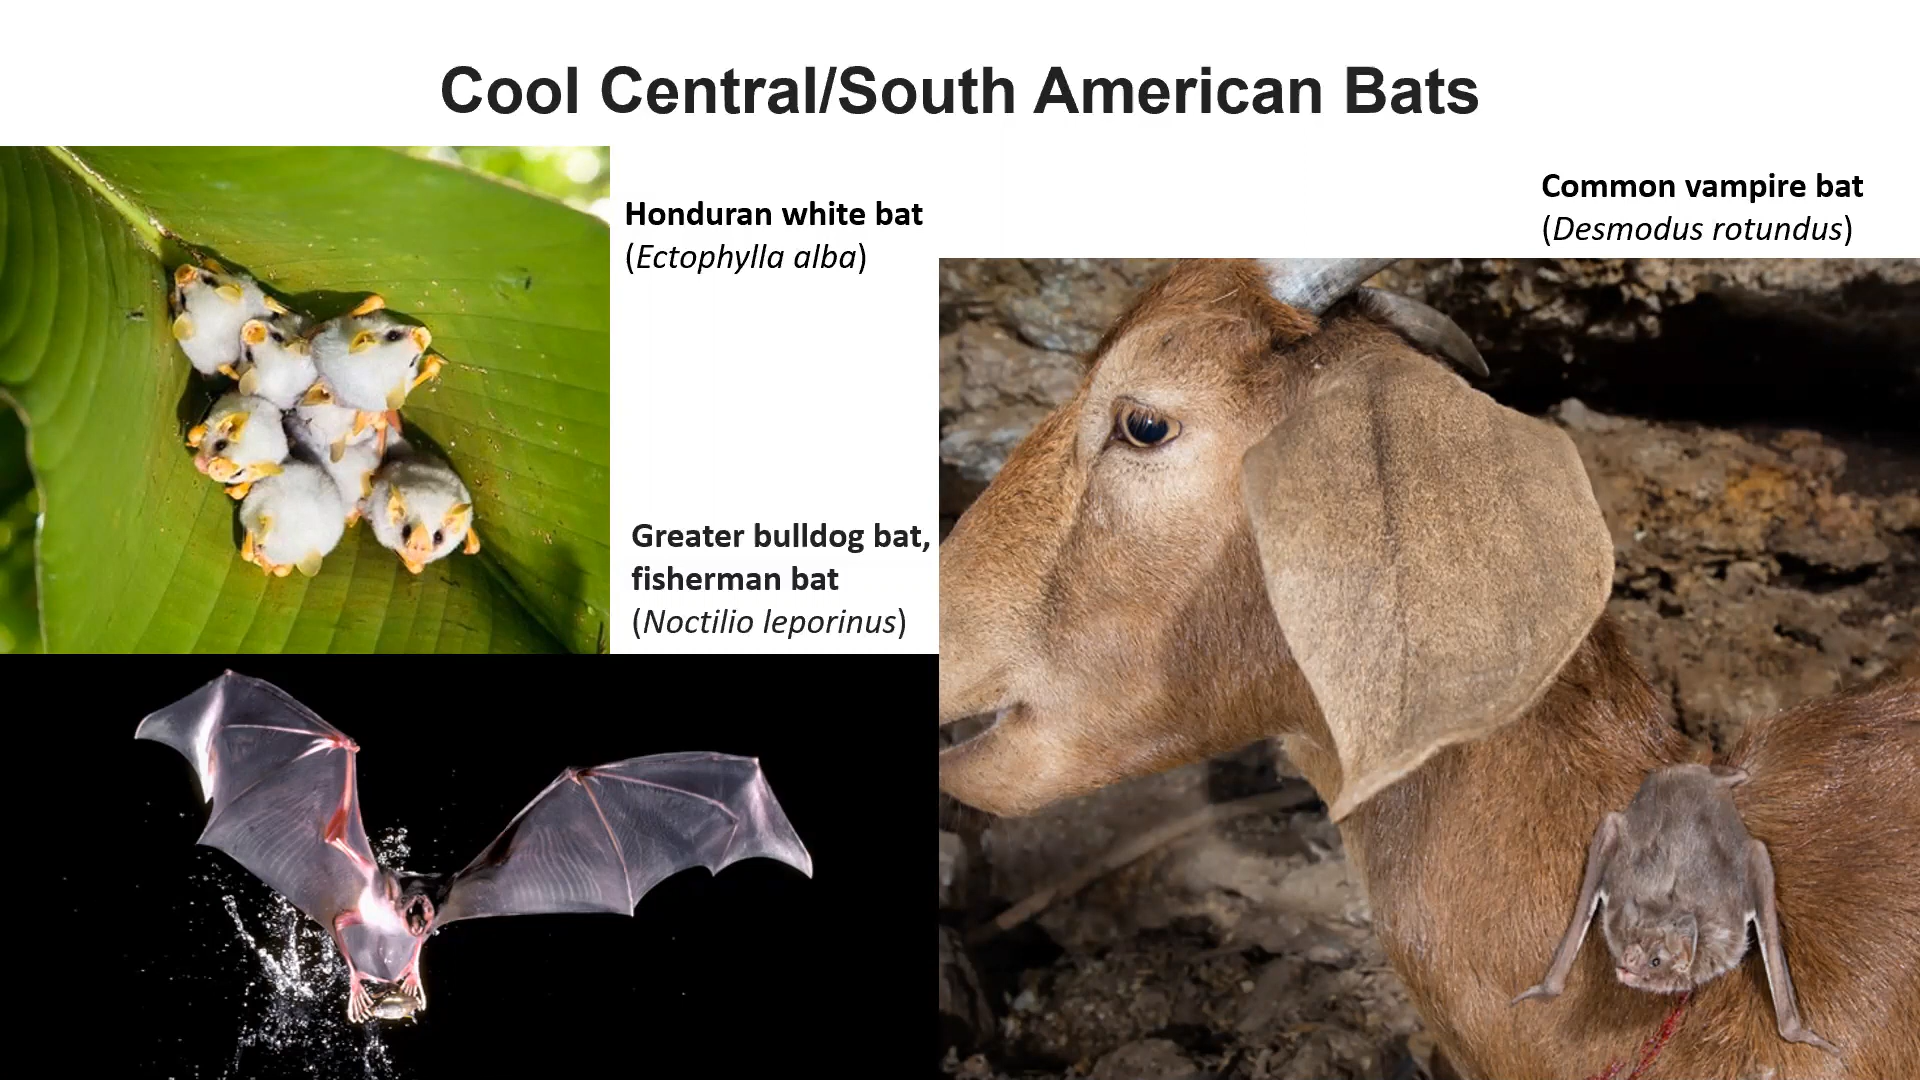 Cool Central/South American Bats
Honduran white bat
(Ectophylla alba)
Common vampire bat
(Desmodus rotundus)
Greater bulldog bat,
fisherman bat
(Noctilio leporinus)